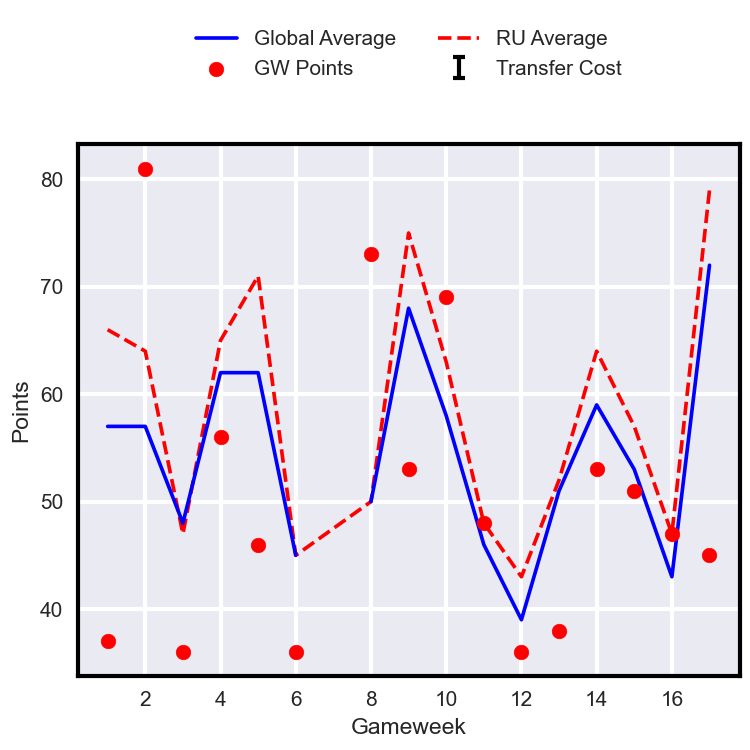 Global Average
RU Average
GW Points
Transfer Cost
80
70
60
50
40
Points
2 4 6 8 10 12 14 16
Gameweek